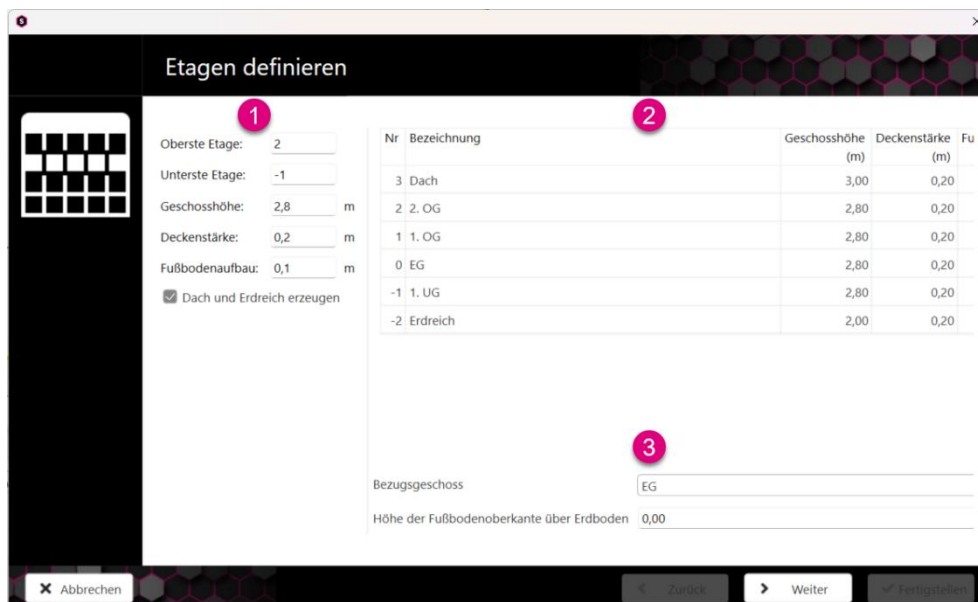 Etagen definieren
1
Oberste Etage: 2
Unterste Etage: -1
Geschosshöhe: 2,8 m
Deckenstärke: 0,2 m
Fußbodenaufbau: 0,1 m
Dach und Erdreich erzeugen
2
Nr Bezeichnung Geschosshöhe Deckenstärke Fu
(m) (m)
3 Dach 3,00 0,20
2 2. OG 2,80 0,20
1 1. OG 2,80 0,20
0 EG 2,80 0,20
-1 1. UG 2,80 0,20
-2 Erdreich 2,00 0,20
3
Bezugsgeschoss EG
Höhe der Fußbodenoberkante über Erdboden 0,00
Abbrechen Zurück Weiter Fertigstellen